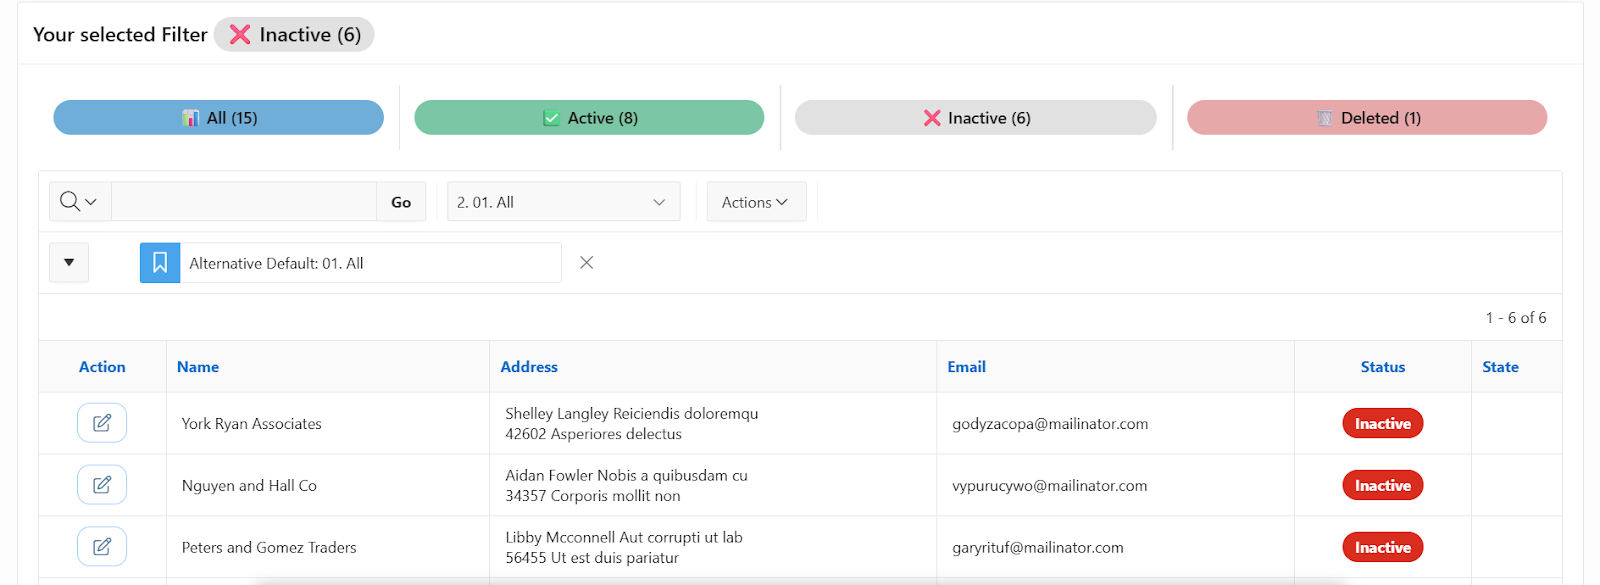 Your selected Filter ❌ Inactive (6)
📊 All (15) ✅ Active (8) ❌ Inactive (6) 🗑️ Deleted (1)
Go 2. 01. All Actions
Alternative Default: 01. All
1 - 6 of 6
Action Name Address Email Status State
York Ryan Associates Shelley Langley Reiciendis doloremqu godyzacopa@mailinator.com Inactive
42602 Asperiores delectus
Nguyen and Hall Co Aidan Fowler Nobis a quibusdam cu vypurucywo@mailinator.com Inactive
34357 Corporis mollit non
Peters and Gomez Traders Libby Mcconnell Aut corrupti ut lab garyrituf@mailinator.com Inactive
56455 Ut est duis pariatur